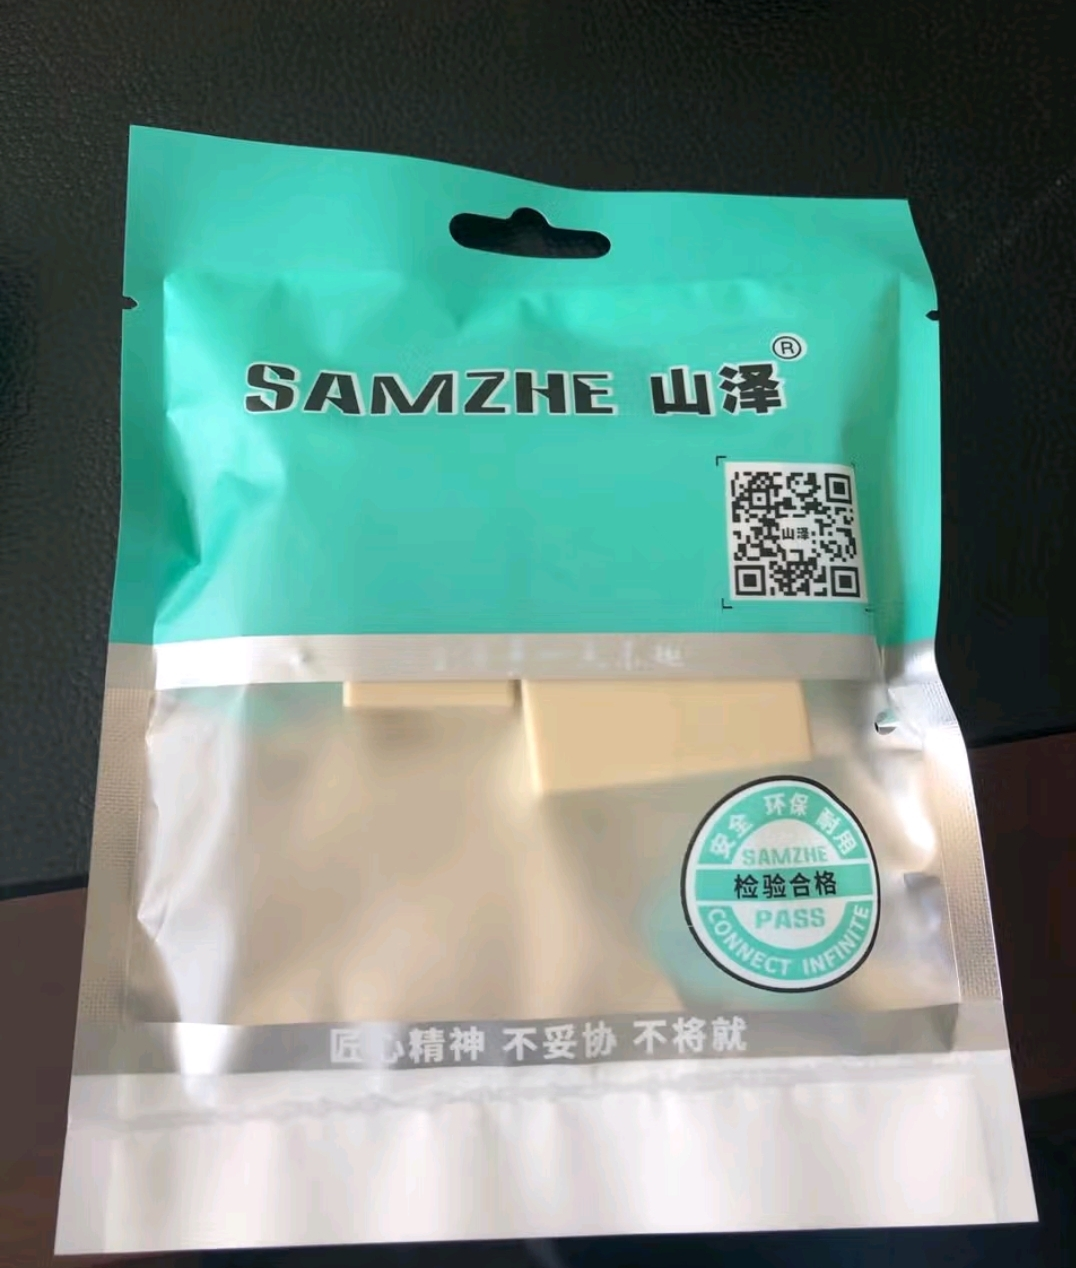 SAMZHE 山泽®
山泽
安全 环保 耐用
SAMZHE
检验合格
PASS
CONNECT INFINITE
匠心精神 不妥协 不将就